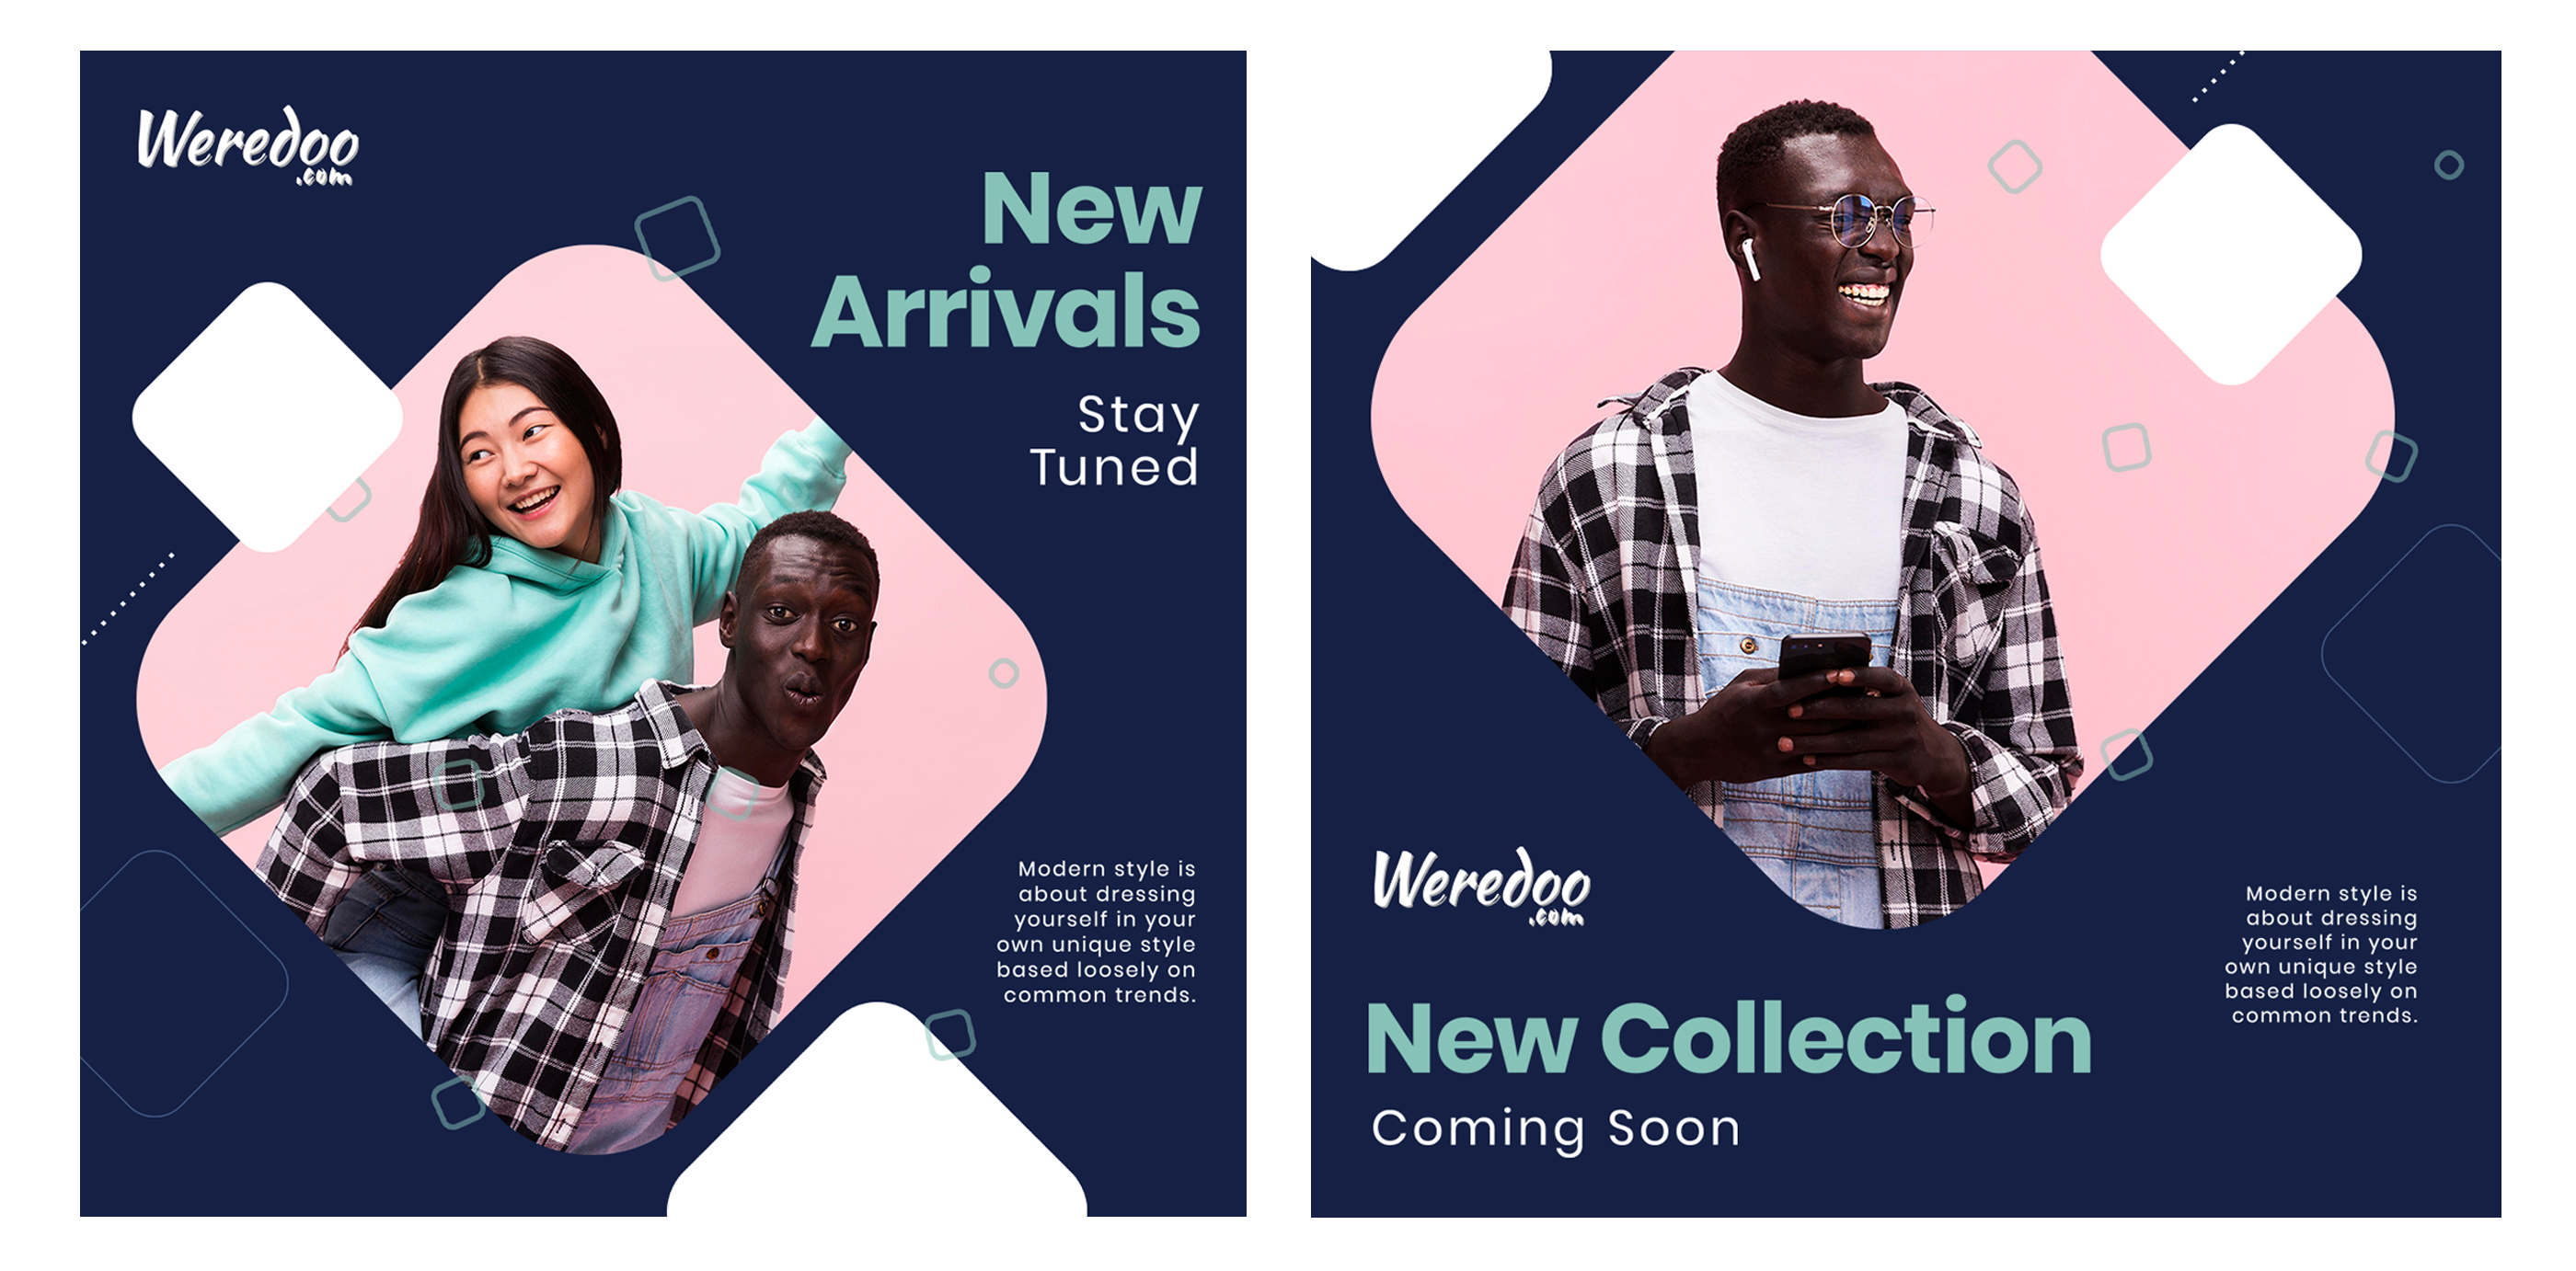 Weredoo
.com
New
Arrivals
Stay
Tuned
Modern style is
about dressing
yourself in your
own unique style
based loosely on
common trends.
Weredoo
.com
New Collection
Coming Soon
Modern style is
about dressing
yourself in your
own unique style
based loosely on
common trends.